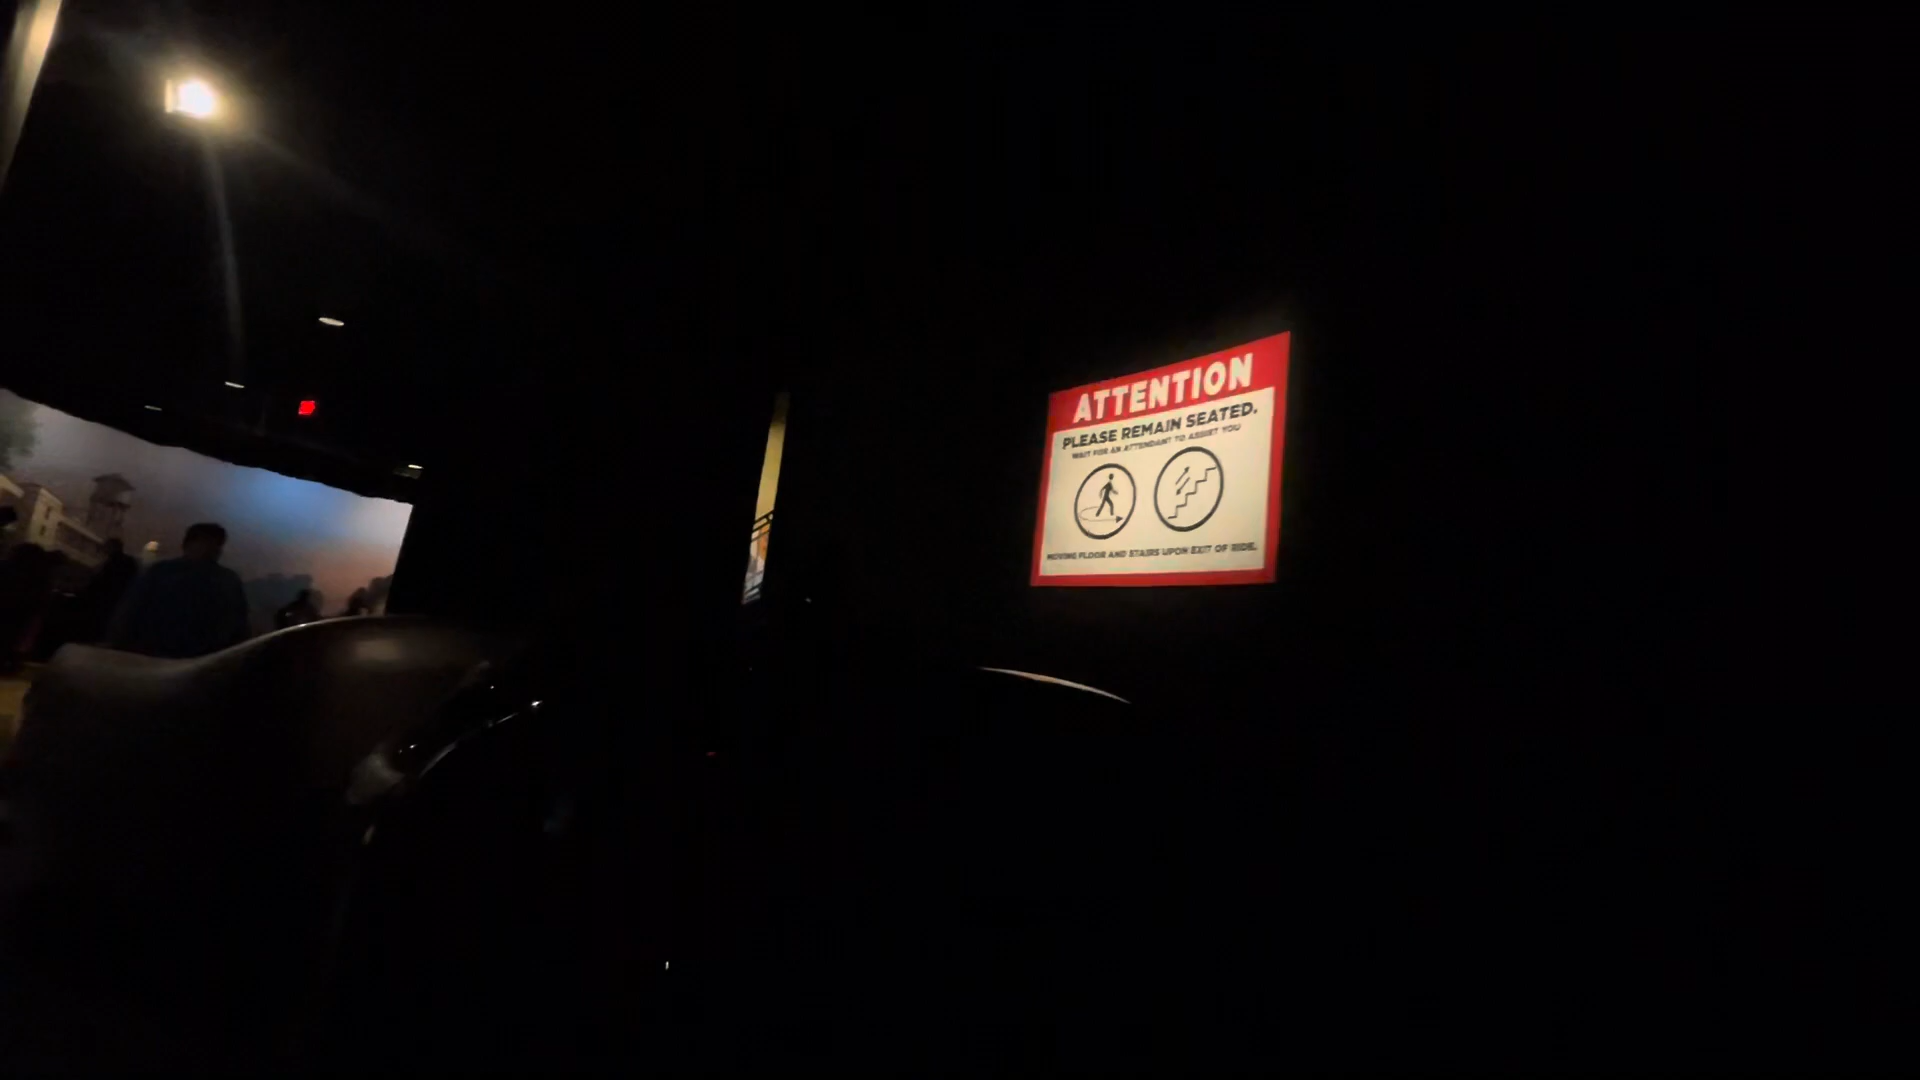 ATTENTION
PLEASE REMAIN SEATED.
WAIT FOR AN ATTENDANT TO ASSIST YOU
MOVING FLOOR AND STAIRS UPON EXIT OF RIDE.